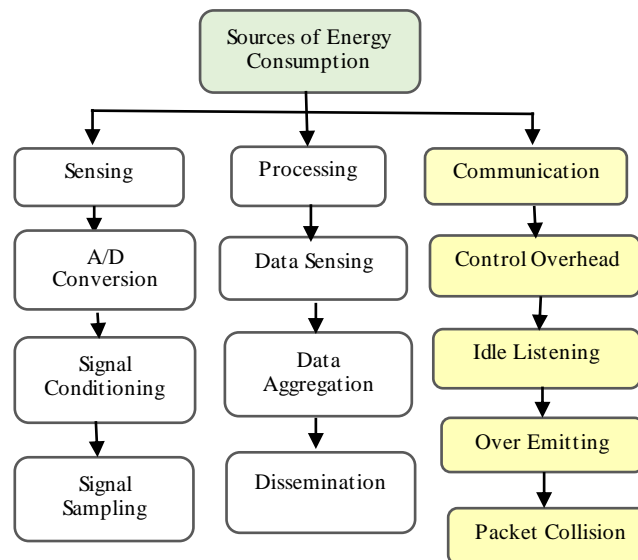 Sources of Energy
Consumption
Sensing
Processing
Communication
A/D
Conversion
Data Sensing
Control Overhead
Signal
Conditioning
Data
Aggregation
Idle Listening
Over Emitting
Signal
Sampling
Dissemination
Packet Collision